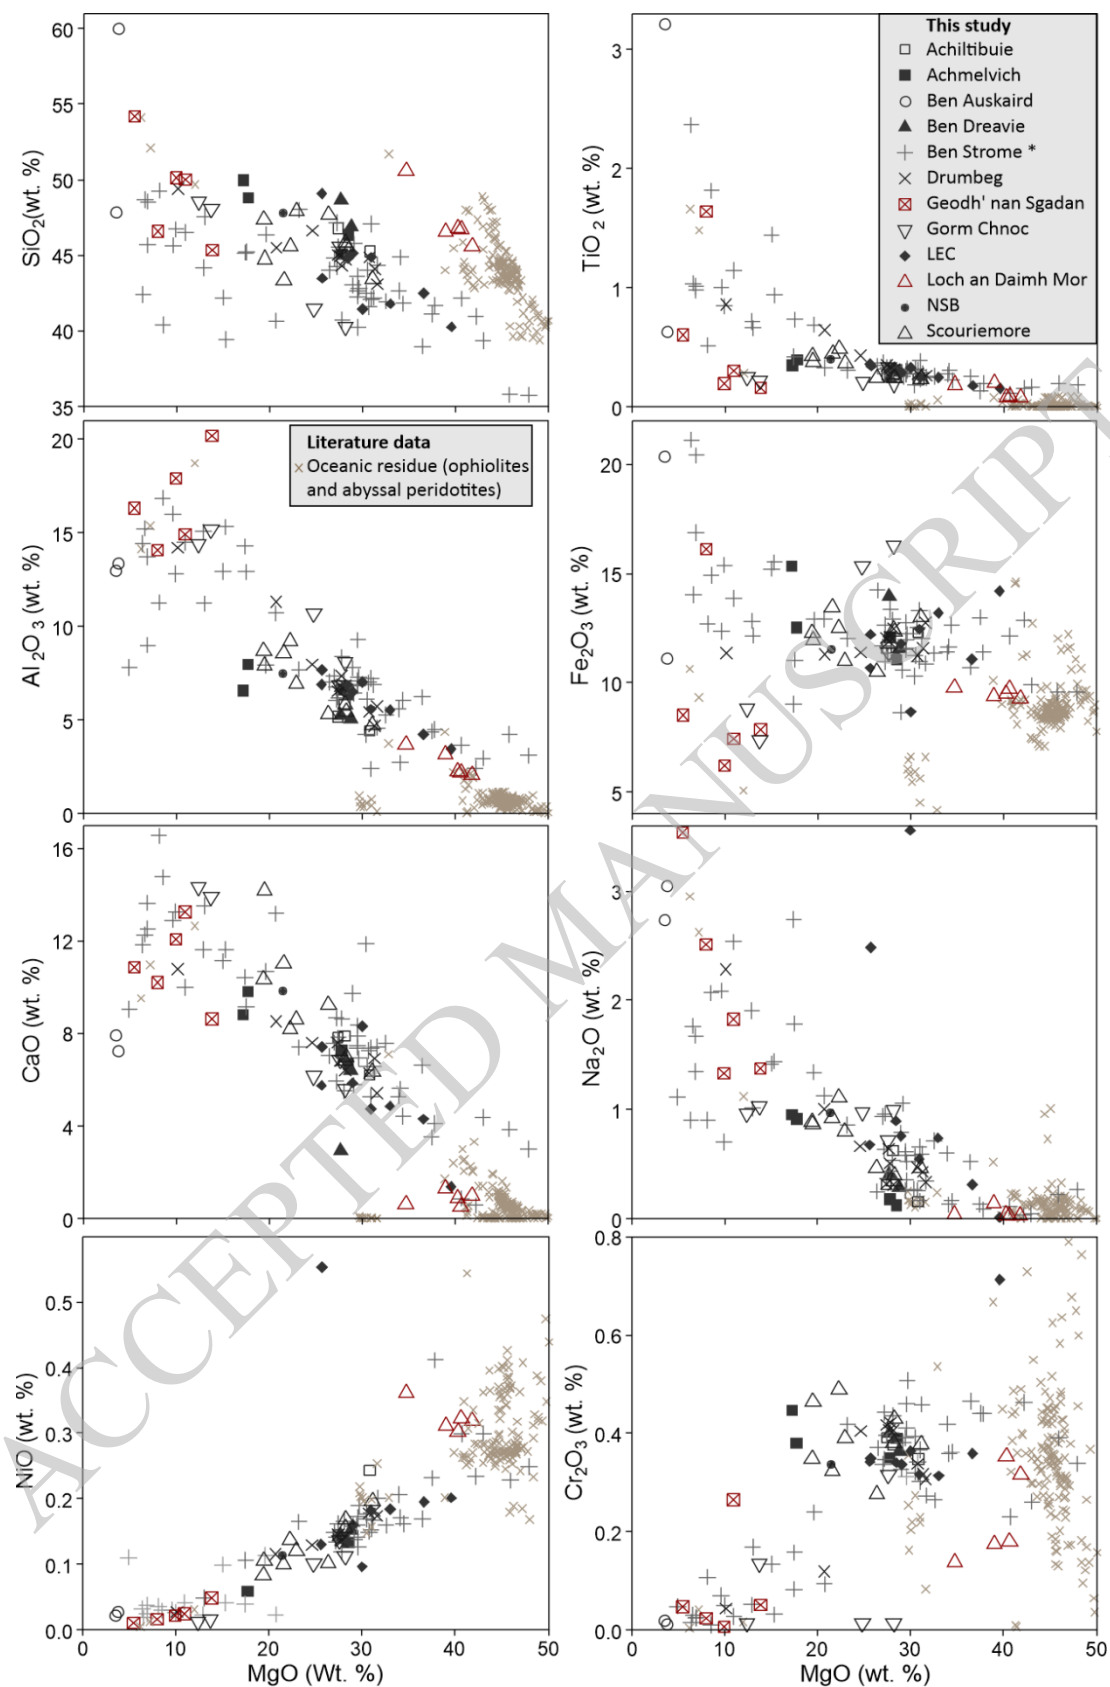 60
55
50
45
40
35
SiO2(wt. %)
3
2
1
0
TiO2 (wt. %)
This study
Achiltibuie
Achmelvich
Ben Auskaird
Ben Dreavie
Ben Strome *
Drumbeg
Geodh' nan Sgadan
Gorm Chnoc
LEC
Loch an Daimh Mor
NSB
Scouriemore
20
15
10
5
0
Al2O3 (wt. %)
Literature data
Oceanic residue (ophiolites
and abyssal peridotites)
20
15
10
5
Fe2O3 (wt. %)
16
12
8
4
0
CaO (wt. %)
3
2
1
0
Na2O (wt. %)
0.5
0.4
0.3
0.2
0.1
0.0
NiO (wt. %)
0 10 20 30 40 50
MgO (Wt. %)
0.8
0.6
0.4
0.2
0.0
Cr2O3 (wt. %)
0 10 20 30 40 50
MgO (wt. %)
ACCEPTED MANUSCRIPT